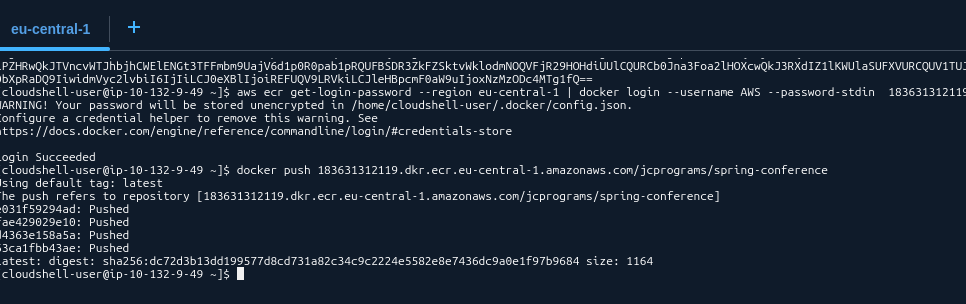 eu-central-1
+
cloudshell-user@ip-10-132-9-49 ~]$ aws ecr get-login-password --region eu-central-1 | docker login --username AWS --password-stdin 183631312119.dkr.ecr.eu-centra
WARNING! Your password will be stored unencrypted in /home/cloudshell-user/.docker/config.json.
Configure a credential helper to remove this warning. See
https://docs.docker.com/engine/reference/commandline/login/#credentials-store
Login Succeeded
cloudshell-user@ip-10-132-9-49 ~]$ docker push 183631312119.dkr.ecr.eu-central-1.amazonaws.com/jcprograms/spring-conference
Using default tag: latest
The push refers to repository [183631312119.dkr.ecr.eu-central-1.amazonaws.com/jcprograms/spring-conference]
e031f59294ad: Pushed
fae429029e10: Pushed
d4363e158a5a: Pushed
53ca1fbb43ae: Pushed
latest: digest: sha256:dc72d3b13dd199577d8cd731a82c34c9c2224e5582e8e7436dc9a0e1f97b9684 size: 1164
cloudshell-user@ip-10-132-9-49 ~]$